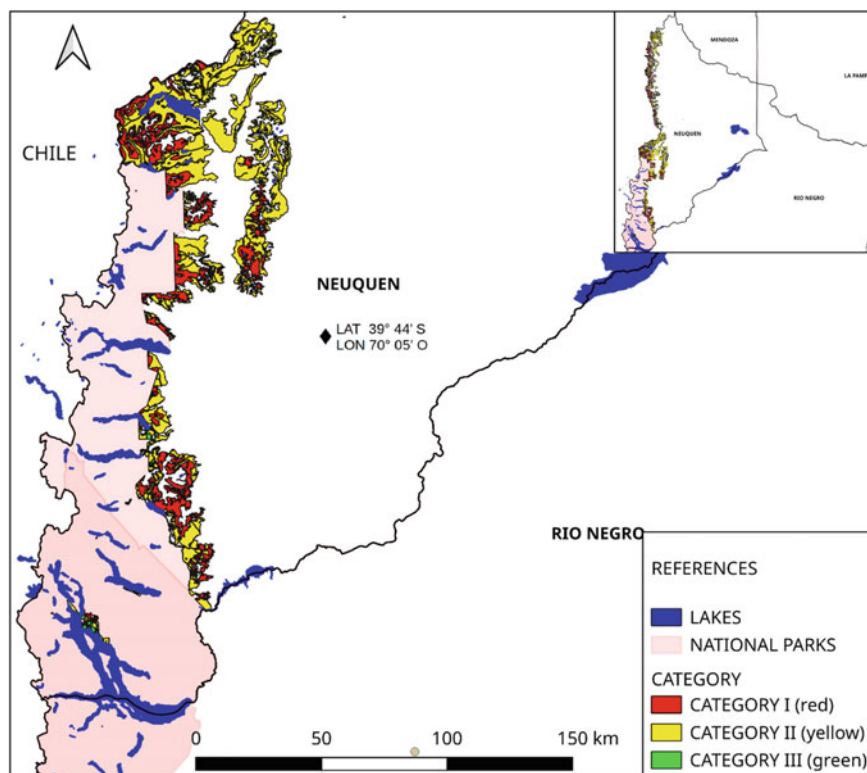 CHILE
NEUQUEN
LAT 39° 44' S
LON 70° 05' O
RIO NEGRO
MENDOZA
LA PAMP
NEUQUEN
RIO NEGRO
REFERENCES
LAKES
NATIONAL PARKS
CATEGORY
CATEGORY I (red)
CATEGORY II (yellow)
CATEGORY III (green)
0 50 100 150 km